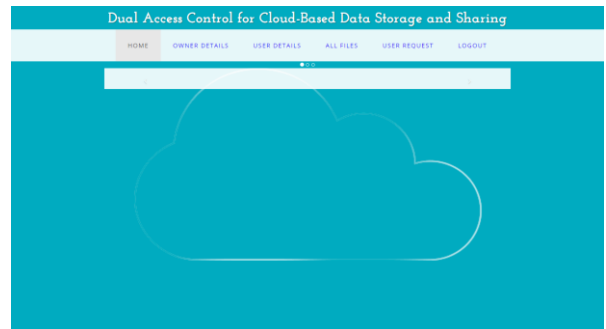 Dual Access Control for Cloud-Based Data Storage and Sharing
HOME OWNER DETAILS USER DETAILS ALL FILES USER REQUEST LOGOUT